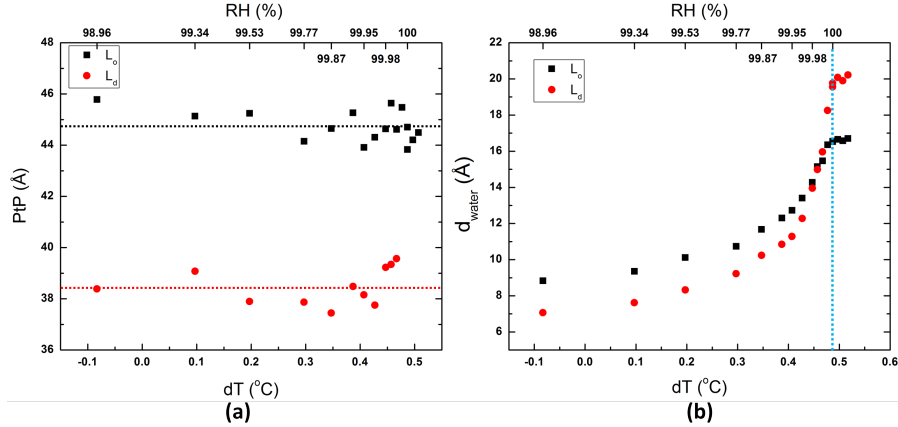 RH (%)
98.96 99.34 99.53 99.77 99.95 100
99.87 99.98
48
46
44
42
40
38
36
PtP (Å)
Lo
Ld
-0.1 0.0 0.1 0.2 0.3 0.4 0.5
dT (°C)
(a)
RH (%)
98.96 99.34 99.53 99.77 99.95 100
99.87 99.98
22
20
18
16
14
12
10
8
6
4
dwater (Å)
Lo
Ld
-0.1 0.0 0.1 0.2 0.3 0.4 0.5 0.6
dT (°C)
(b)